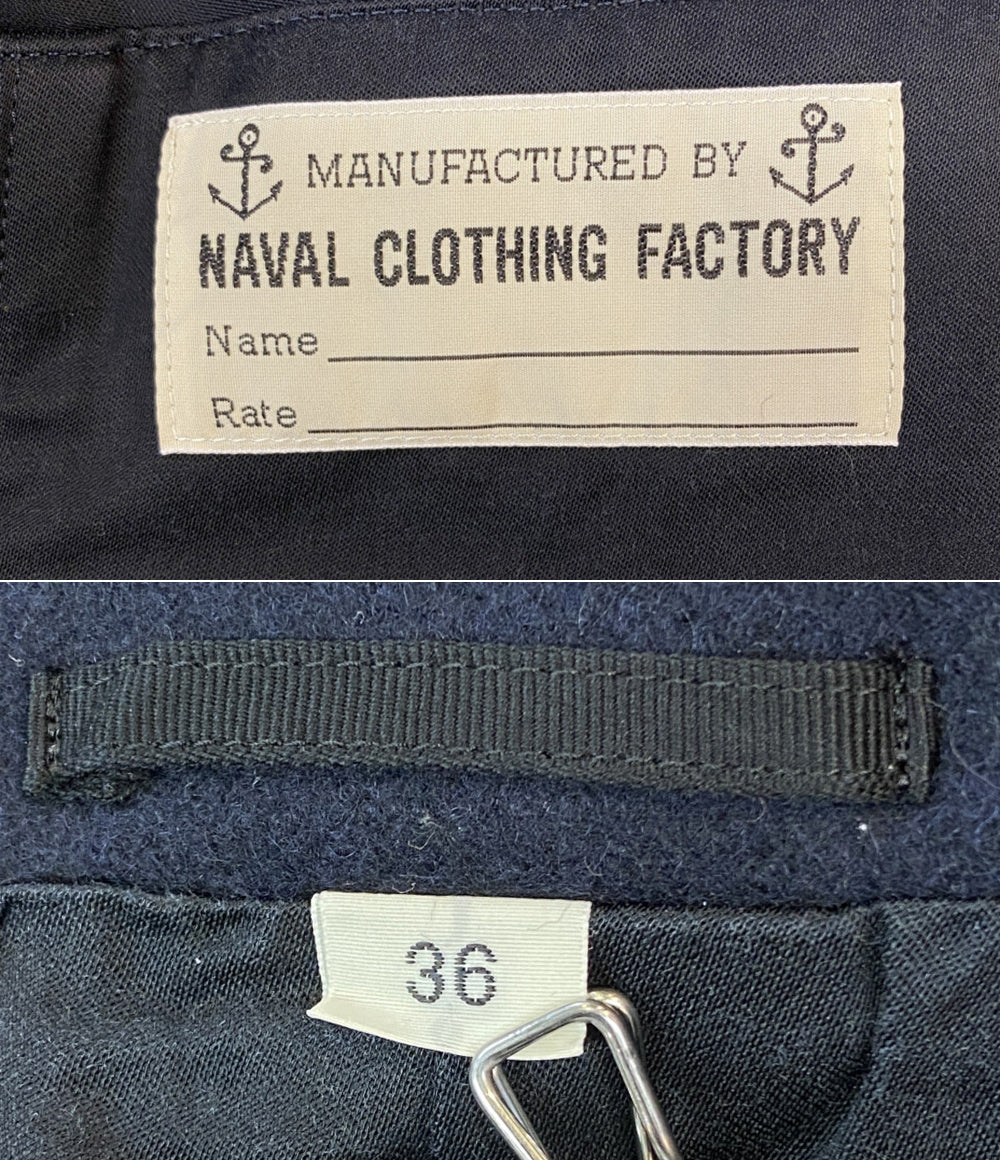 MANUFACTURED BY
NAVAL CLOTHING FACTORY
Name
Rate
36